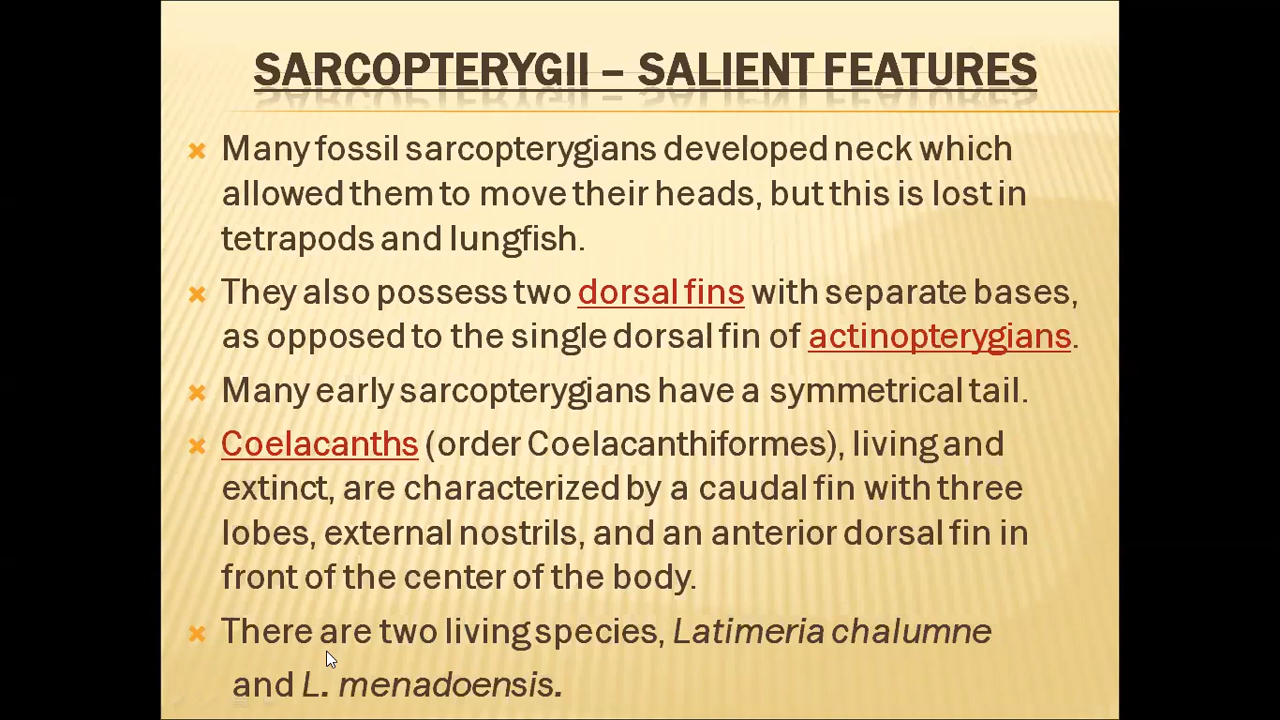 SARCOPTERYGII – SALIENT FEATURES
Many fossil sarcopterygians developed neck which
allowed them to move their heads, but this is lost in
tetrapods and lungfish.
They also possess two dorsal fins with separate bases,
as opposed to the single dorsal fin of actinopterygians.
Many early sarcopterygians have a symmetrical tail.
Coelacanths (order Coelacanthiformes), living and
extinct, are characterized by a caudal fin with three
lobes, external nostrils, and an anterior dorsal fin in
front of the center of the body.
There are two living species, Latimeria chalumne
and L. menadoensis.